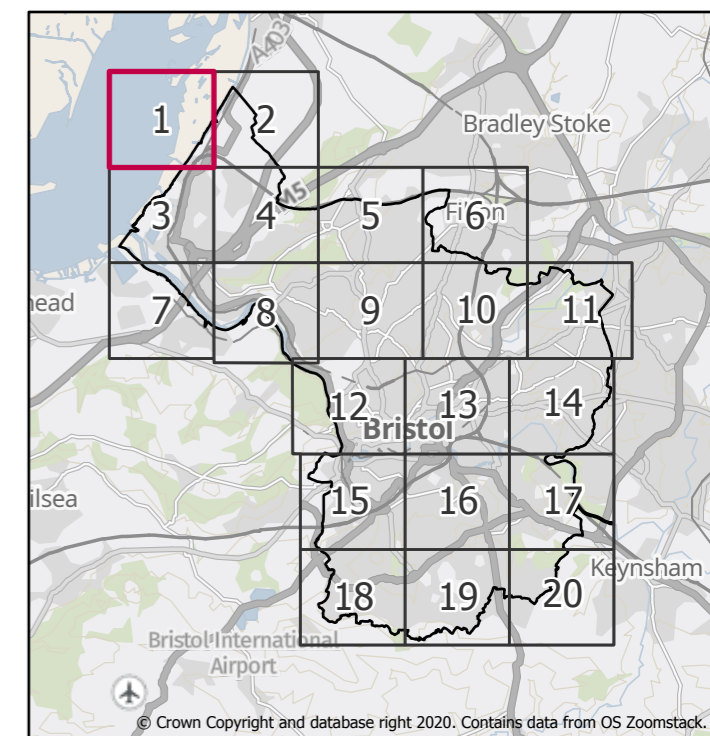 A403
1
2
Bradley Stoke
M5
3
4
5
Filton
6
head
7
8
9
10
11
12
13
14
Bristol
ilsea
15
16
17
Keynsham
18
19
20
Bristol International
Airport
© Crown Copyright and database right 2020. Contains data from OS Zoomstack.